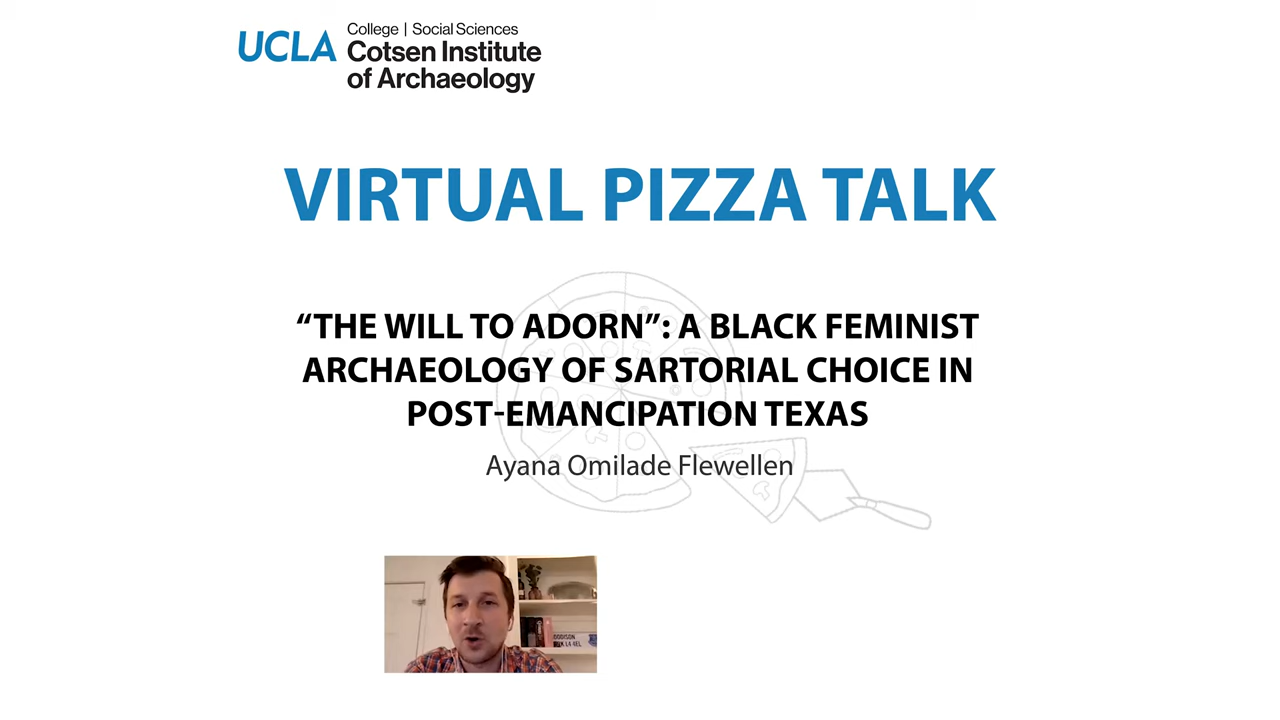 UCLA
College | Social Sciences
Cotsen Institute
of Archaeology
VIRTUAL PIZZA TALK
“THE WILL TO ADORN”: A BLACK FEMINIST
ARCHAEOLOGY OF SARTORIAL CHOICE IN
POST-EMANCIPATION TEXAS
Ayana Omilade Flewellen